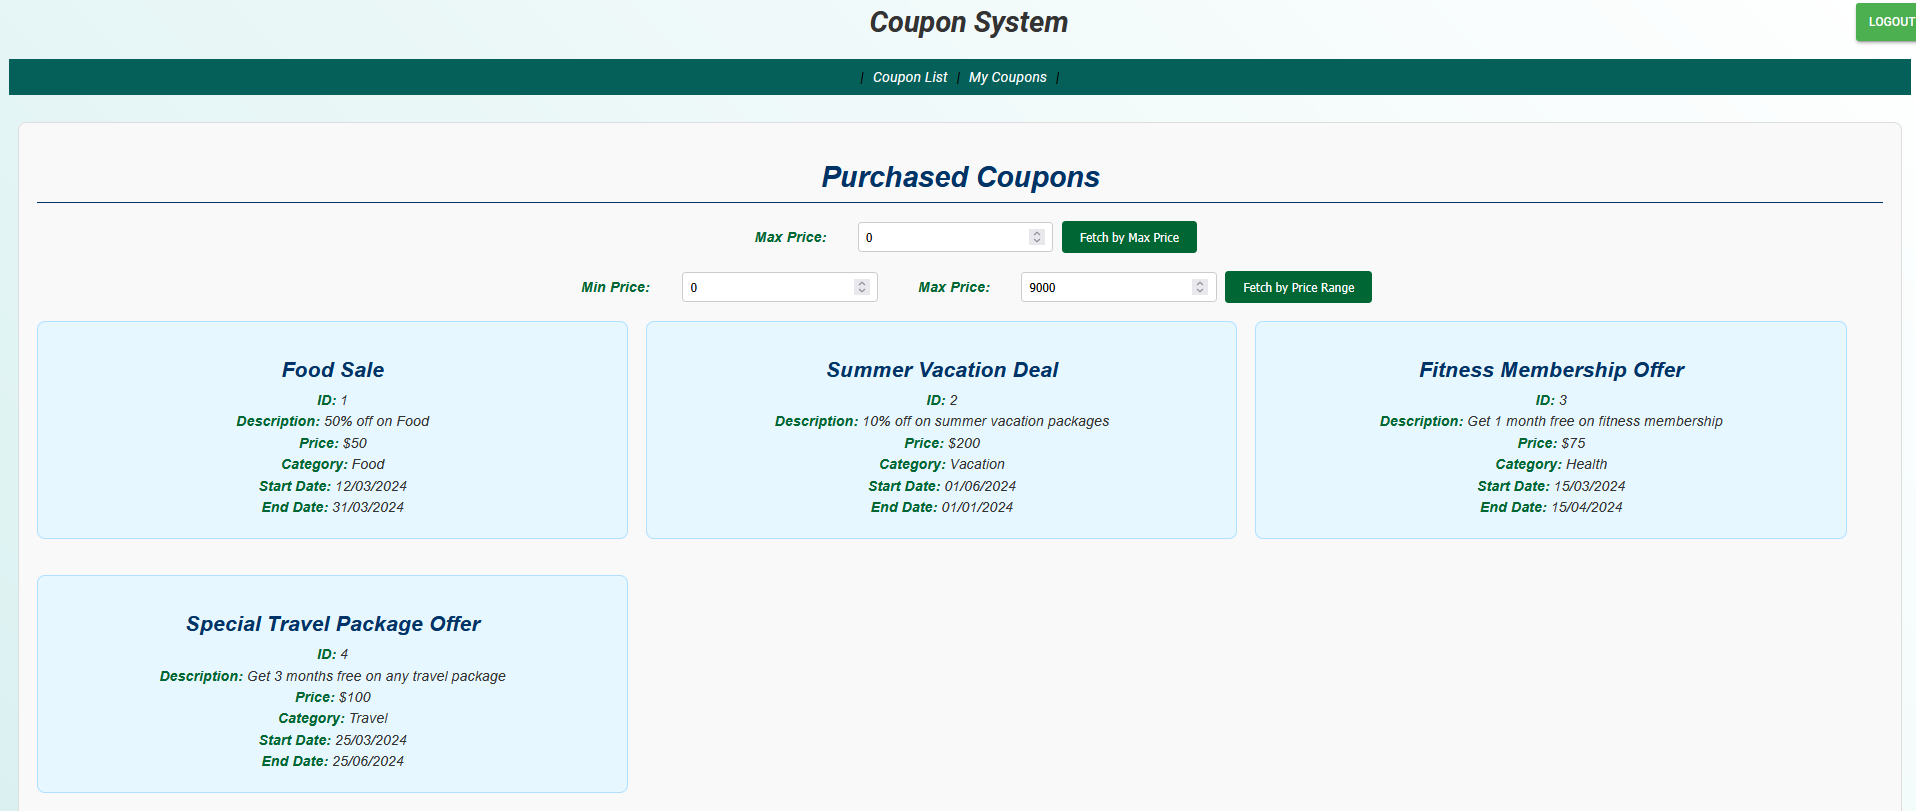 Coupon System
LOGOUT
| Coupon List | My Coupons |
Purchased Coupons
Max Price: 0 Fetch by Max Price
Min Price: 0 Max Price: 9000 Fetch by Price Range
Food Sale
ID: 1
Description: 50% off on Food
Price: $50
Category: Food
Start Date: 12/03/2024
End Date: 31/03/2024
Summer Vacation Deal
ID: 2
Description: 10% off on summer vacation packages
Price: $200
Category: Vacation
Start Date: 01/06/2024
End Date: 01/01/2024
Fitness Membership Offer
ID: 3
Description: Get 1 month free on fitness membership
Price: $75
Category: Health
Start Date: 15/03/2024
End Date: 15/04/2024
Special Travel Package Offer
ID: 4
Description: Get 3 months free on any travel package
Price: $100
Category: Travel
Start Date: 25/03/2024
End Date: 25/06/2024